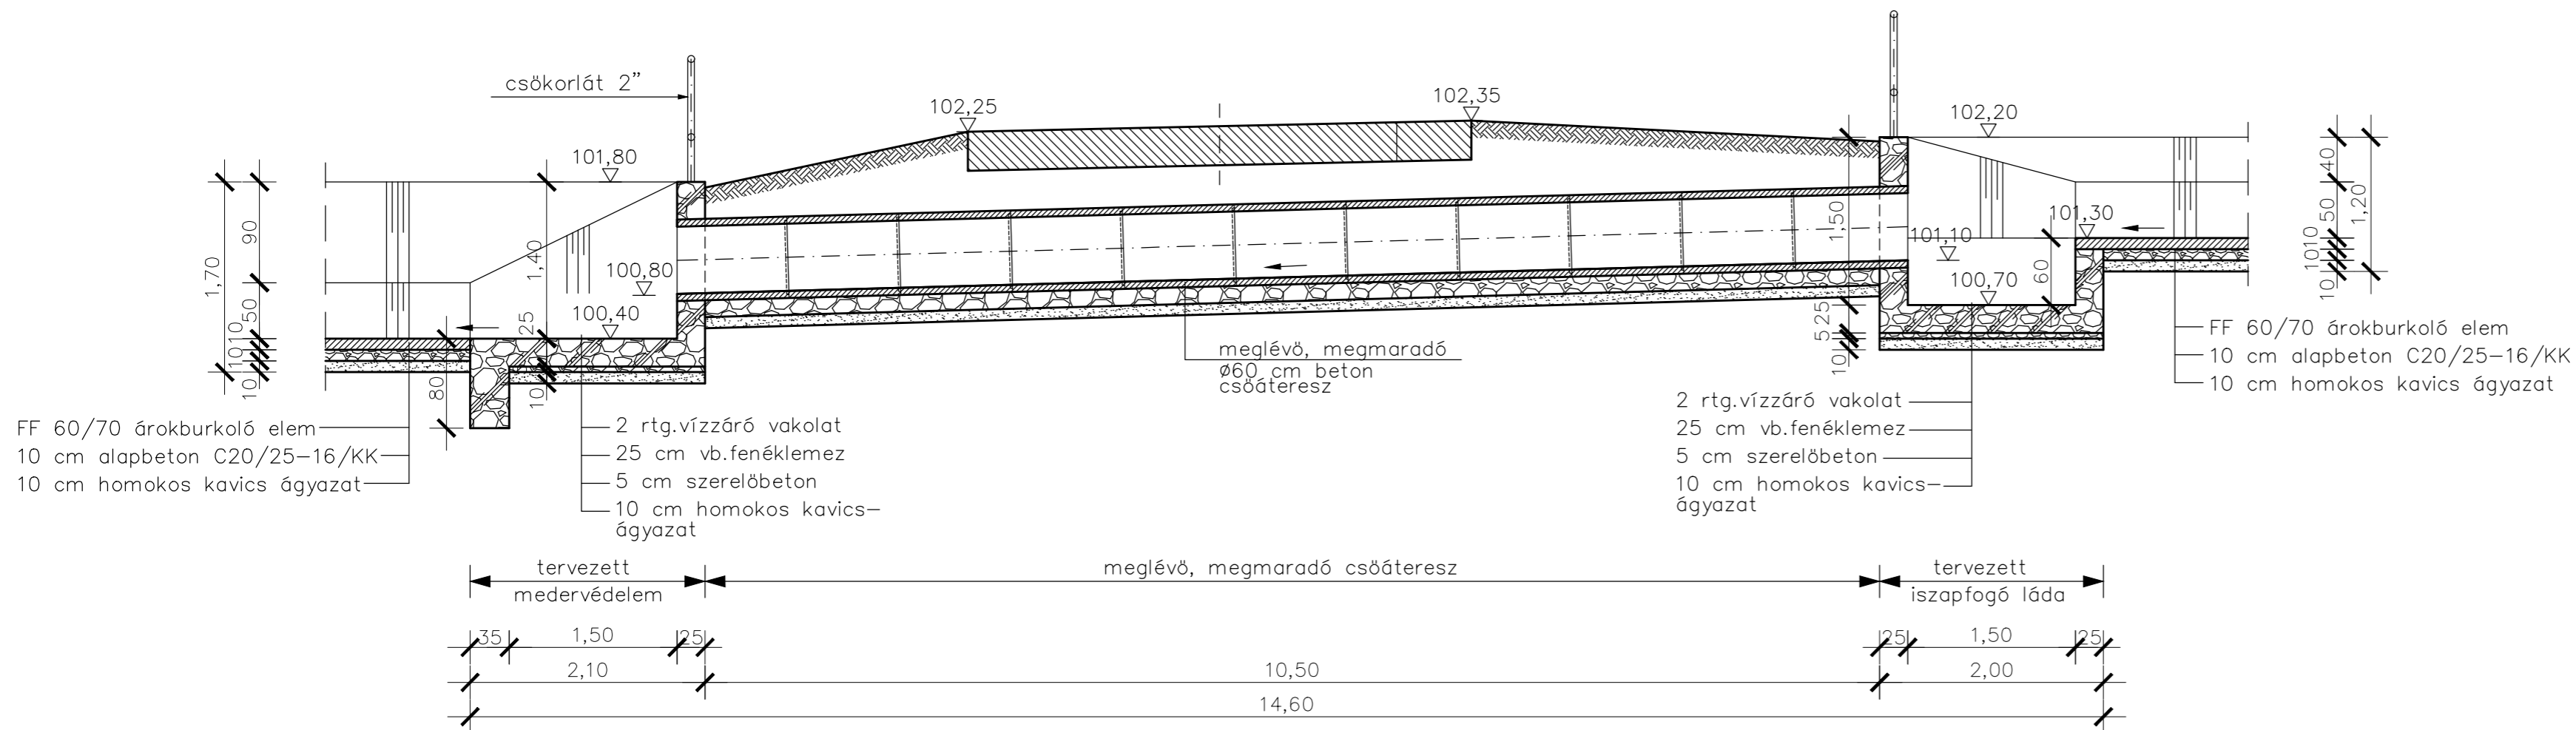 csökorlát 2”
102,25
102,35
102,20
101,80
101,30
101,10
100,80
100,70
100,40
1,70
90
50
10
10
10
1,40
25
5
10
80
1,50
25
5
10
60
40
50
10
10
10
1,20
meglévö, megmaradó
Ø60 cm beton
csöáteresz
FF 60/70 árokburkoló elem
10 cm alapbeton C20/25-16/KK
10 cm homokos kavics ágyazat
2 rtg.vízzáró vakolat
25 cm vb.fenéklemez
5 cm szerelöbeton
10 cm homokos kavics-
ágyazat
2 rtg.vízzáró vakolat
25 cm vb.fenéklemez
5 cm szerelöbeton
10 cm homokos kavics-
ágyazat
FF 60/70 árokburkoló elem
10 cm alapbeton C20/25-16/KK
10 cm homokos kavics ágyazat
tervezett
medervédelem
meglévö, megmaradó csöáteresz
tervezett
iszapfogó láda
35 1,50 25 25 1,50 25
2,10 10,50 2,00
14,60